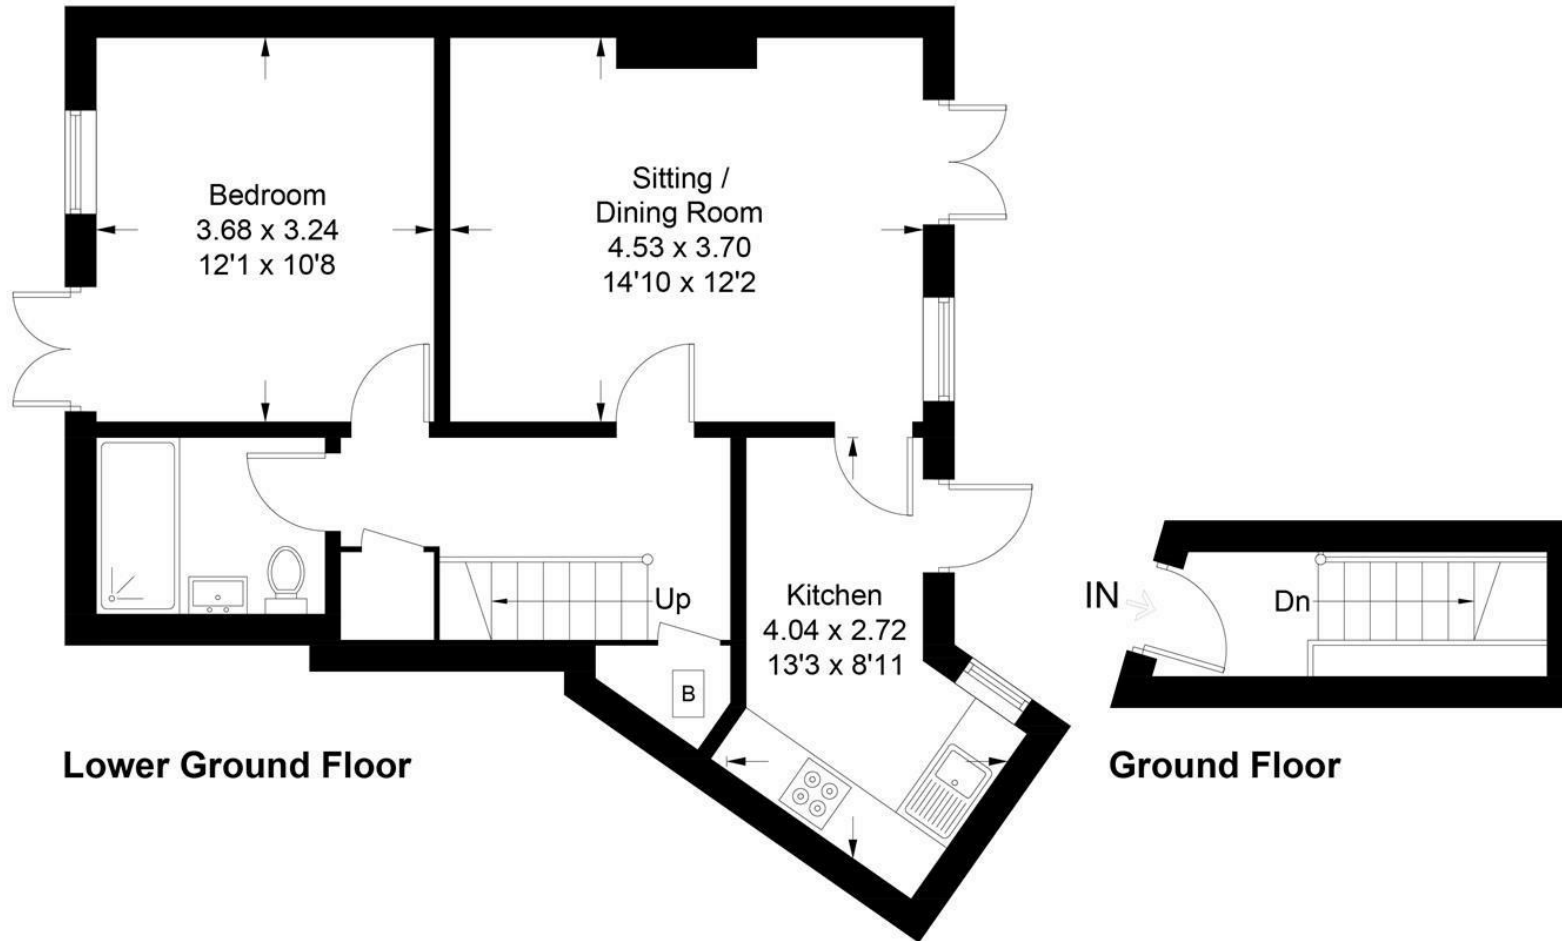 Bedroom
3.68 x 3.24
12'1 x 10'8
Sitting /
Dining Room
4.53 x 3.70
14'10 x 12'2
Up
Kitchen
4.04 x 2.72
13'3 x 8'11
B
Lower Ground Floor
IN
Dn
Ground Floor